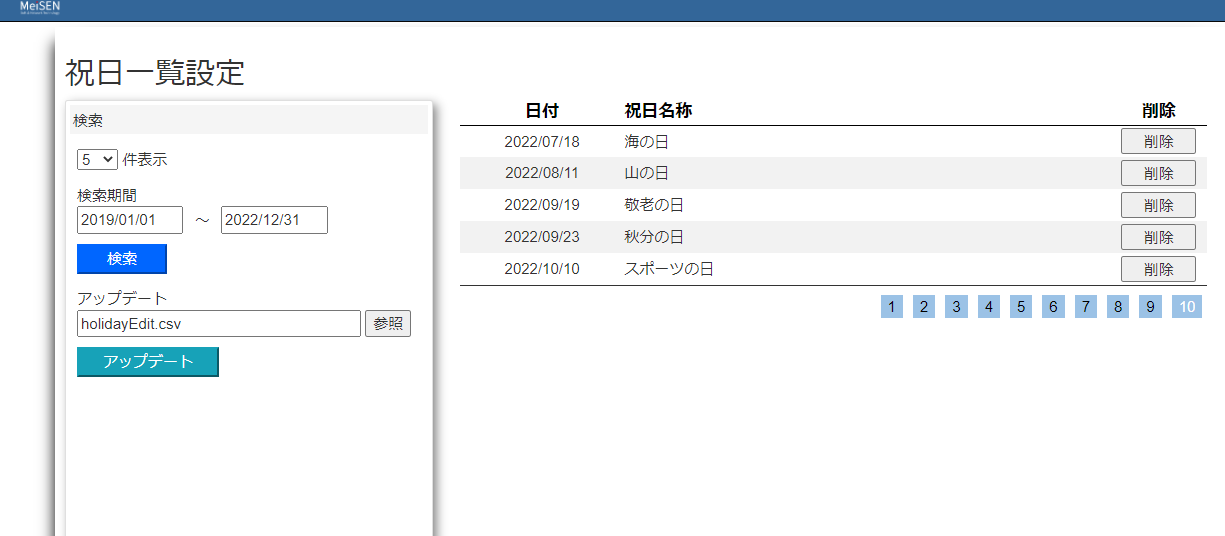 MeiSEN
祝日一覧設定
検索
5 件表示
検索期間
2019/01/01 ～ 2022/12/31
検索
アップデート
holidayEdit.csv 参照
アップデート
日付 祝日名称 削除
2022/07/18 海の日 削除
2022/08/11 山の日 削除
2022/09/19 敬老の日 削除
2022/09/23 秋分の日 削除
2022/10/10 スポーツの日 削除
1 2 3 4 5 6 7 8 9 10